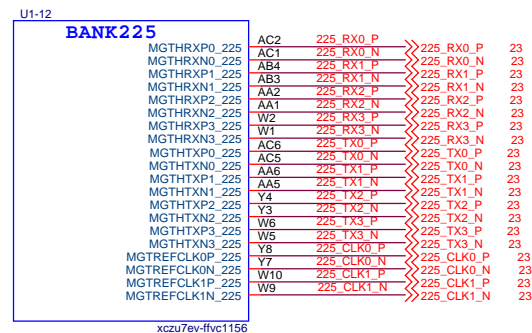 U1-12
BANK225
MGTHRXP0_225 AC2 225_RX0_P 225_RX0_P 23
MGTHRXN0_225 AC1 225_RX0_N 225_RX0_N 23
MGTHRXP1_225 AB4 225_RX1_P 225_RX1_P 23
MGTHRXN1_225 AB3 225_RX1_N 225_RX1_N 23
MGTHRXP2_225 AA2 225_RX2_P 225_RX2_P 23
MGTHRXN2_225 AA1 225_RX2_N 225_RX2_N 23
MGTHRXP3_225 W2 225_RX3_P 225_RX3_P 23
MGTHRXN3_225 W1 225_RX3_N 225_RX3_N 23
MGTHTXP0_225 AC6 225_TX0_P 225_TX0_P 23
MGTHTXN0_225 AC5 225_TX0_N 225_TX0_N 23
MGTHTXP1_225 AA6 225_TX1_P 225_TX1_P 23
MGTHTXN1_225 AA5 225_TX1_N 225_TX1_N 23
MGTHTXP2_225 Y4 225_TX2_P 225_TX2_P 23
MGTHTXN2_225 Y3 225_TX2_N 225_TX2_N 23
MGTHTXP3_225 W6 225_TX3_P 225_TX3_P 23
MGTHTXN3_225 W5 225_TX3_N 225_TX3_N 23
MGTREFCLK0P_225 Y8 225_CLK0_P 225_CLK0_P 23
MGTREFCLK0N_225 Y7 225_CLK0_N 225_CLK0_N 23
MGTREFCLK1P_225 W10 225_CLK1_P 225_CLK1_P 23
MGTREFCLK1N_225 W9 225_CLK1_N 225_CLK1_N 23
xczu7ev-ffvc1156